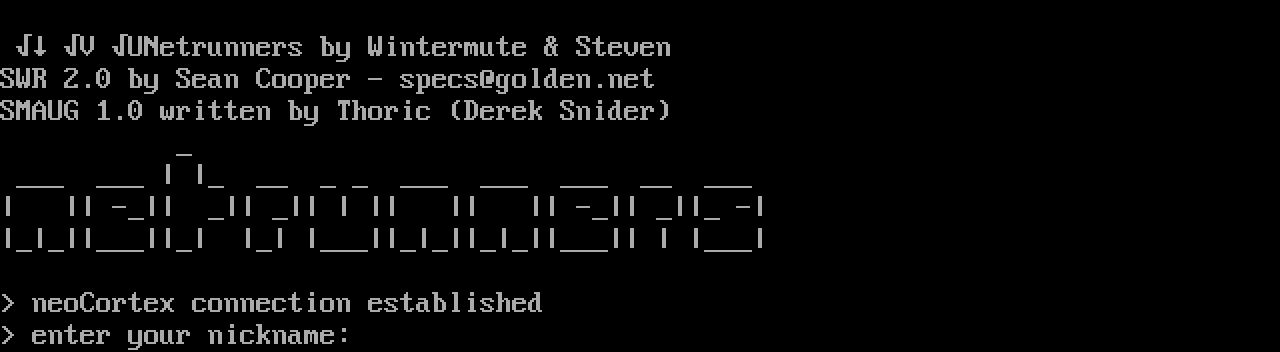 √↓ √V √UNetrunners by Wintermute & Steven
SWR 2.0 by Sean Cooper - specs@golden.net
SMAUG 1.0 written by Thoric (Derek Snider)
netrunners
> neoCortex connection established
> enter your nickname: